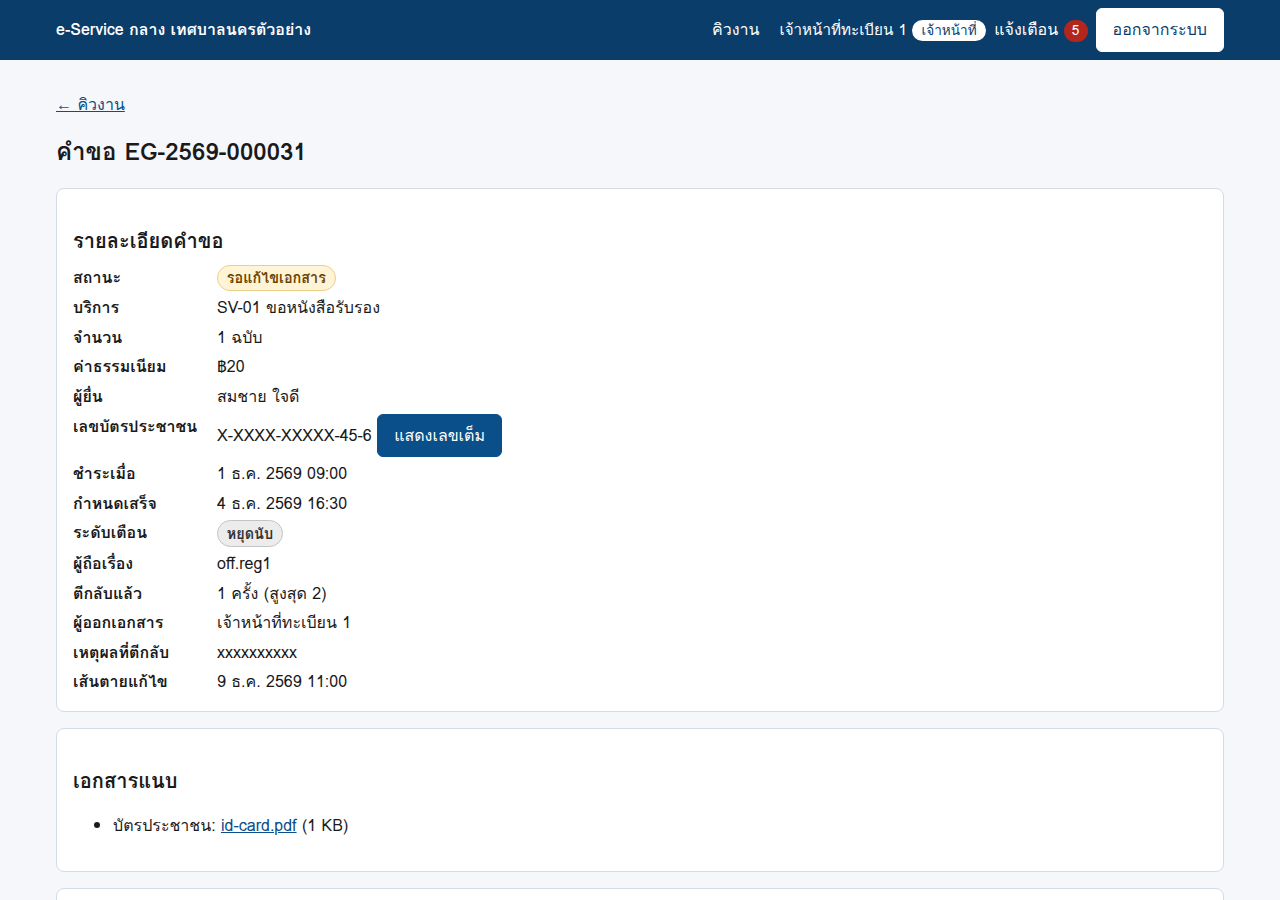 e-Service กลาง เทศบาลนครตัวอย่าง
คิวงาน เจ้าหน้าที่ทะเบียน 1 เจ้าหน้าที่ แจ้งเตือน 5 ออกจากระบบ
← คิวงาน
คำขอ EG-2569-000031
รายละเอียดคำขอ
สถานะ รอแก้ไขเอกสาร
บริการ SV-01 ขอหนังสือรับรอง
จำนวน 1 ฉบับ
ค่าธรรมเนียม ฿20
ผู้ยื่น สมชาย ใจดี
เลขบัตรประชาชน X-XXXX-XXXXX-45-6 แสดงเลขเต็ม
ชำระเมื่อ 1 ธ.ค. 2569 09:00
กำหนดเสร็จ 4 ธ.ค. 2569 16:30
ระดับเตือน หยุดนับ
ผู้ถือเรื่อง off.reg1
ตีกลับแล้ว 1 ครั้ง (สูงสุด 2)
ผู้ออกเอกสาร เจ้าหน้าที่ทะเบียน 1
เหตุผลที่ตีกลับ xxxxxxxxxx
เส้นตายแก้ไข 9 ธ.ค. 2569 11:00
เอกสารแนบ
• บัตรประชาชน: id-card.pdf (1 KB)